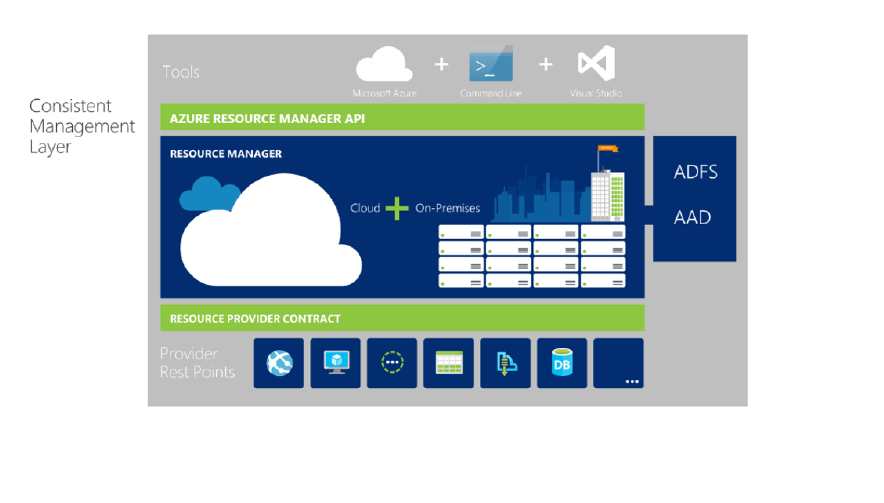 Tools
Microsoft Azure
+
Command Line
+
Visual Studio
Consistent
Management
Layer
AZURE RESOURCE MANAGER API
RESOURCE MANAGER
Cloud + On-Premises
ADFS
AAD
RESOURCE PROVIDER CONTRACT
Provider
Rest Points
DB
...